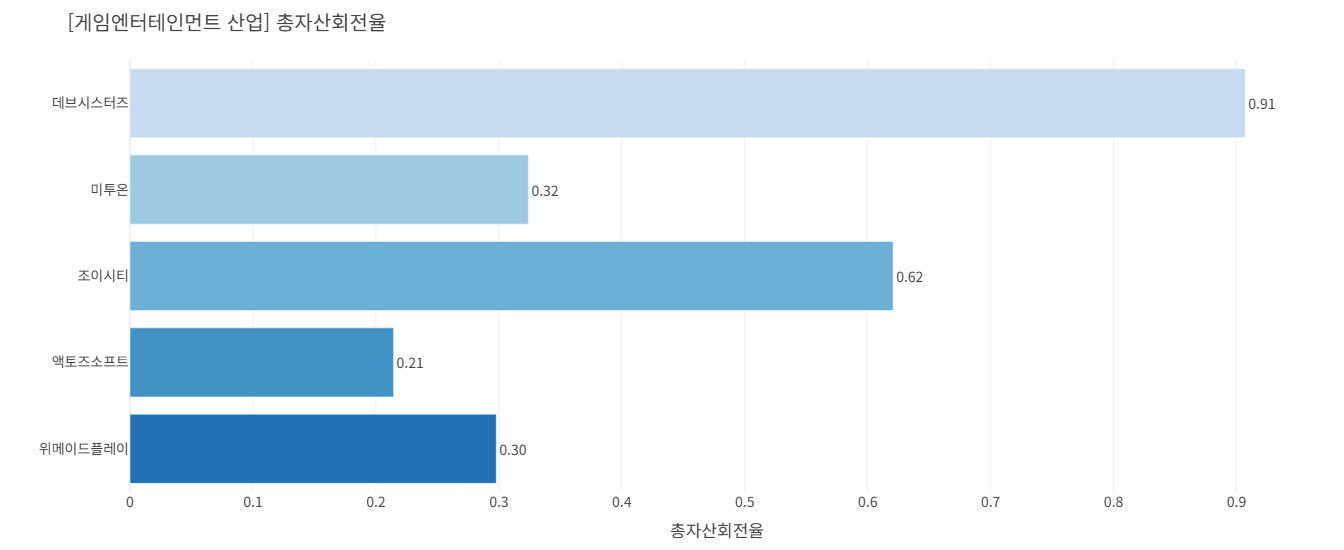 [게임엔터테인먼트 산업] 총자산회전율
데브시스터즈 0.91
미투온 0.32
조이시티 0.62
액토즈소프트 0.21
위메이드플레이 0.30
0 0.1 0.2 0.3 0.4 0.5 0.6 0.7 0.8 0.9
총자산회전율